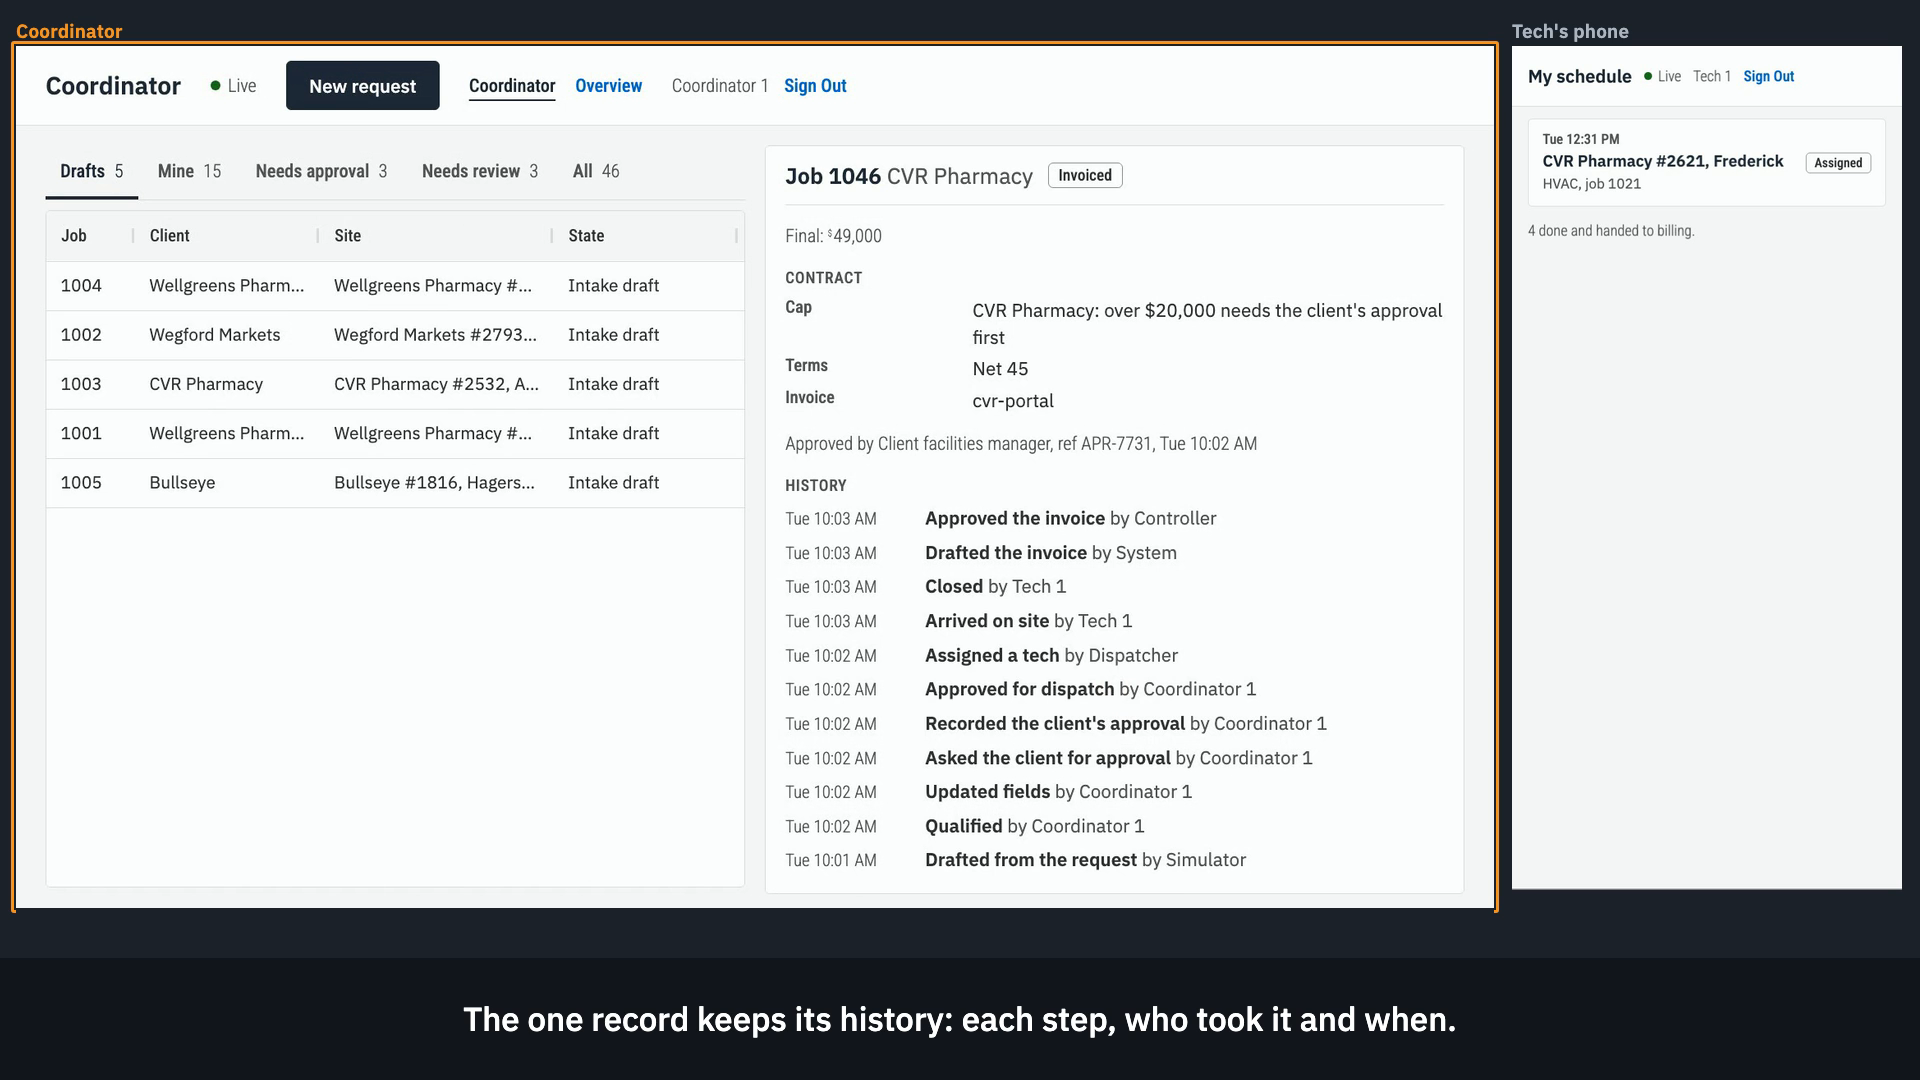 Coordinator
Tech's phone
Coordinator
Live
New request
Coordinator
Overview
Coordinator 1
Sign Out
Drafts 5
Mine 15
Needs approval 3
Needs review 3
All 46
Job Client Site State
1004 Wellgreens Pharm... Wellgreens Pharmacy #... Intake draft
1002 Wegford Markets Wegford Markets #2793... Intake draft
1003 CVR Pharmacy CVR Pharmacy #2532, A... Intake draft
1001 Wellgreens Pharm... Wellgreens Pharmacy #... Intake draft
1005 Bullseye Bullseye #1816, Hagers... Intake draft
Job 1046 CVR Pharmacy Invoiced
Final: $49,000
CONTRACT
Cap CVR Pharmacy: over $20,000 needs the client's approval
first
Terms Net 45
Invoice cvr-portal
Approved by Client facilities manager, ref APR-7731, Tue 10:02 AM
HISTORY
Tue 10:03 AM Approved the invoice by Controller
Tue 10:03 AM Drafted the invoice by System
Tue 10:03 AM Closed by Tech 1
Tue 10:03 AM Arrived on site by Tech 1
Tue 10:02 AM Assigned a tech by Dispatcher
Tue 10:02 AM Approved for dispatch by Coordinator 1
Tue 10:02 AM Recorded the client's approval by Coordinator 1
Tue 10:02 AM Asked the client for approval by Coordinator 1
Tue 10:02 AM Updated fields by Coordinator 1
Tue 10:02 AM Qualified by Coordinator 1
Tue 10:01 AM Drafted from the request by Simulator
My schedule Live Tech 1 Sign Out
Tue 12:31 PM
CVR Pharmacy #2621, Frederick
Assigned
HVAC, job 1021
4 done and handed to billing.
The one record keeps its history: each step, who took it and when.